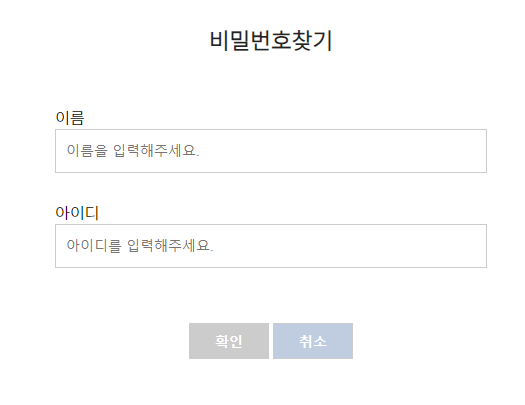 비밀번호찾기
이름
이름을 입력해주세요.
아이디
아이디를 입력해주세요.
확인 취소